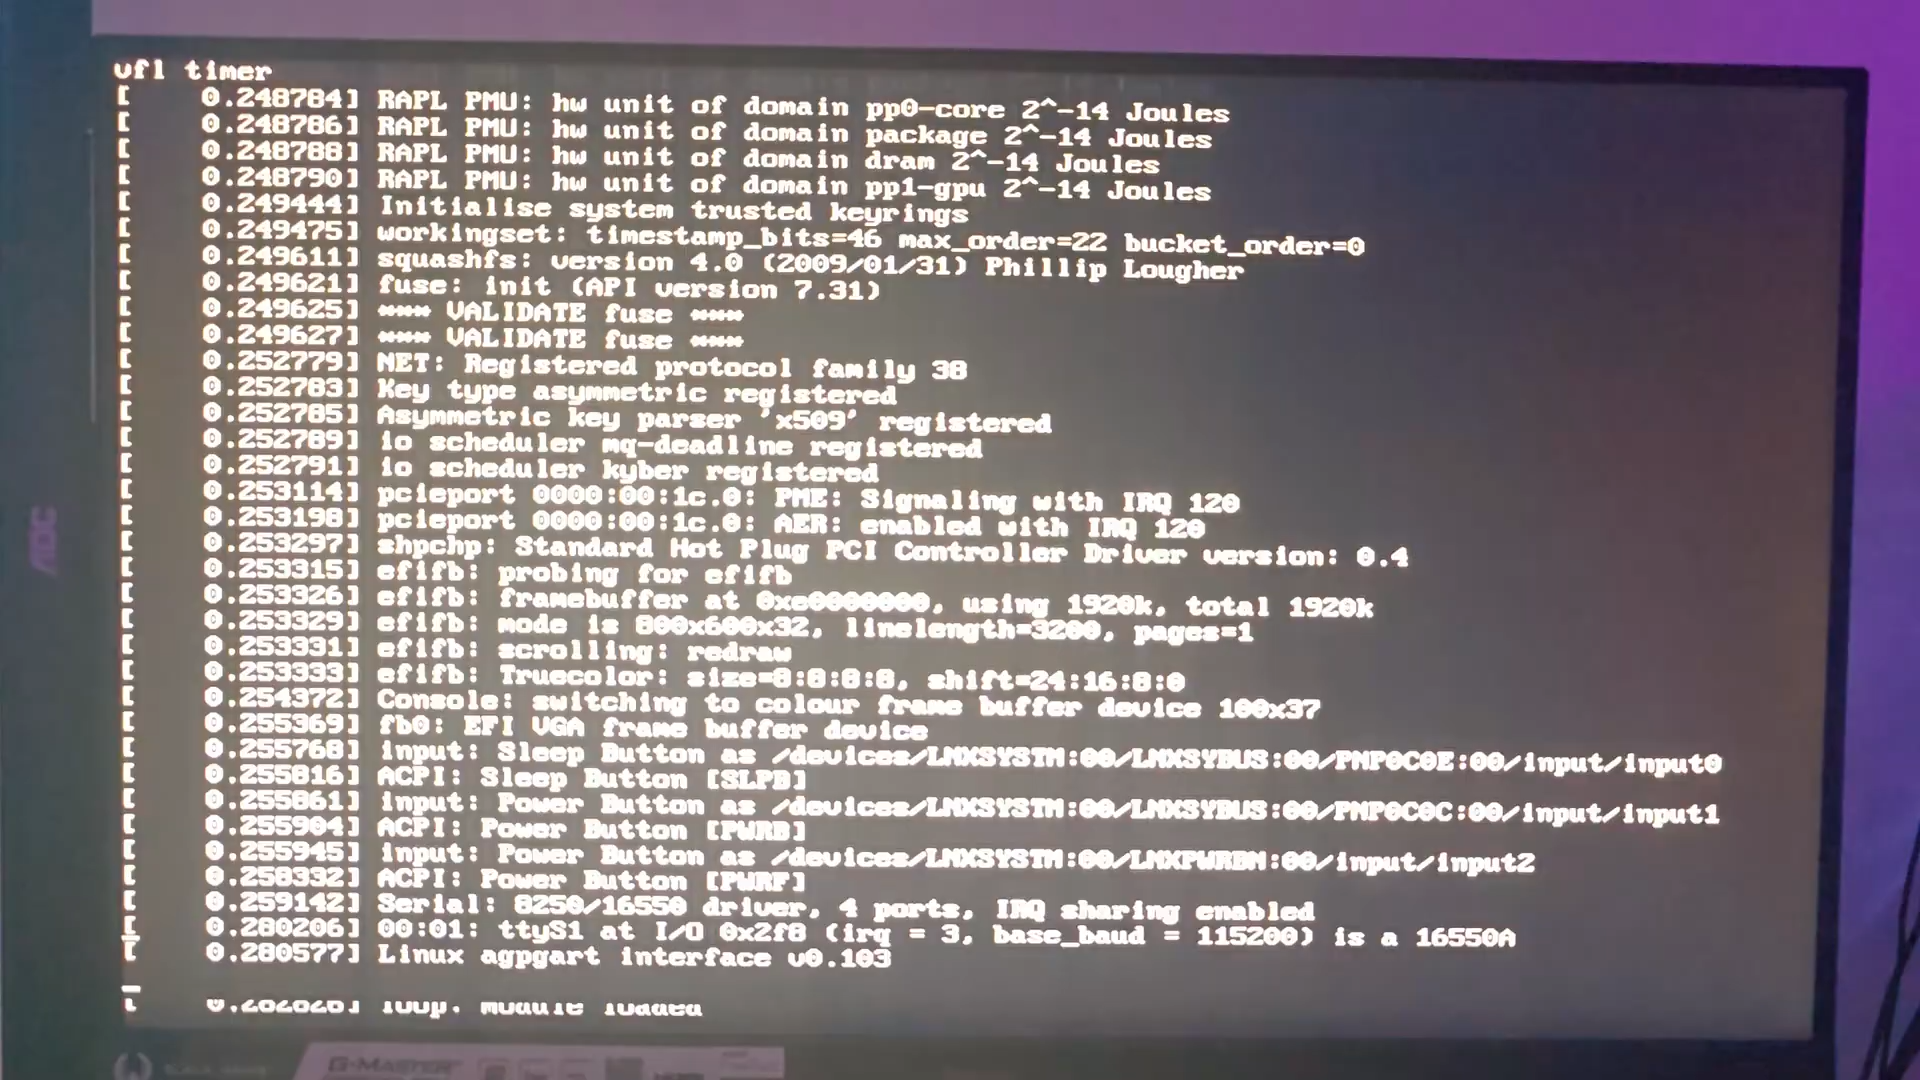 ovfl timer
[    0.248784] RAPL PMU: hw unit of domain pp0-core 2^-14 Joules
[    0.248786] RAPL PMU: hw unit of domain package 2^-14 Joules
[    0.248788] RAPL PMU: hw unit of domain dram 2^-14 Joules
[    0.248790] RAPL PMU: hw unit of domain pp1-gpu 2^-14 Joules
[    0.249444] Initialise system trusted keyrings
[    0.249475] workingset: timestamp_bits=46 max_order=22 bucket_order=0
[    0.249611] squashfs: version 4.0 (2009/01/31) Phillip Lougher
[    0.249621] fuse: init (API version 7.31)
[    0.249625] *** VALIDATE fuse ***
[    0.249627] *** VALIDATE fuse ***
[    0.252779] NET: Registered protocol family 38
[    0.252783] Key type asymmetric registered
[    0.252785] Asymmetric key parser 'x509' registered
[    0.252789] io scheduler mq-deadline registered
[    0.252791] io scheduler kyber registered
[    0.253114] pcieport 0000:00:1c.0: PME: Signaling with IRQ 120
[    0.253198] pcieport 0000:00:1c.0: AER: enabled with IRQ 120
[    0.253297] shpchp: Standard Hot Plug PCI Controller Driver version: 0.4
[    0.253315] efifb: probing for efifb
[    0.253326] efifb: framebuffer at 0xe0000000, using 1920k, total 1920k
[    0.253329] efifb: mode is 800x600x32, linelength=3200, pages=1
[    0.253331] efifb: scrolling: redraw
[    0.253333] efifb: Truecolor: size=8:8:8:8, shift=24:16:8:0
[    0.254372] Console: switching to colour frame buffer device 100x37
[    0.255369] fb0: EFI VGA frame buffer device
[    0.255768] input: Sleep Button as /devices/LNXSYSTM:00/LNXSYBUS:00/PNP0C0E:00/input/input0
[    0.255816] ACPI: Sleep Button [SLPB]
[    0.255861] input: Power Button as /devices/LNXSYSTM:00/LNXSYBUS:00/PNP0C0C:00/input/input1
[    0.255904] ACPI: Power Button [PWRB]
[    0.255945] input: Power Button as /devices/LNXSYSTM:00/LNXPWRBN:00/input/input2
[    0.258332] ACPI: Power Button [PWRF]
[    0.259142] Serial: 8250/16550 driver, 4 ports, IRQ sharing enabled
[    0.280206] 00:01: ttyS1 at I/O 0x2f8 (irq = 3, base_baud = 115200) is a 16550A
[    0.280577] Linux agpgart interface v0.103
loop: module loaded
AOC
G-MASTER